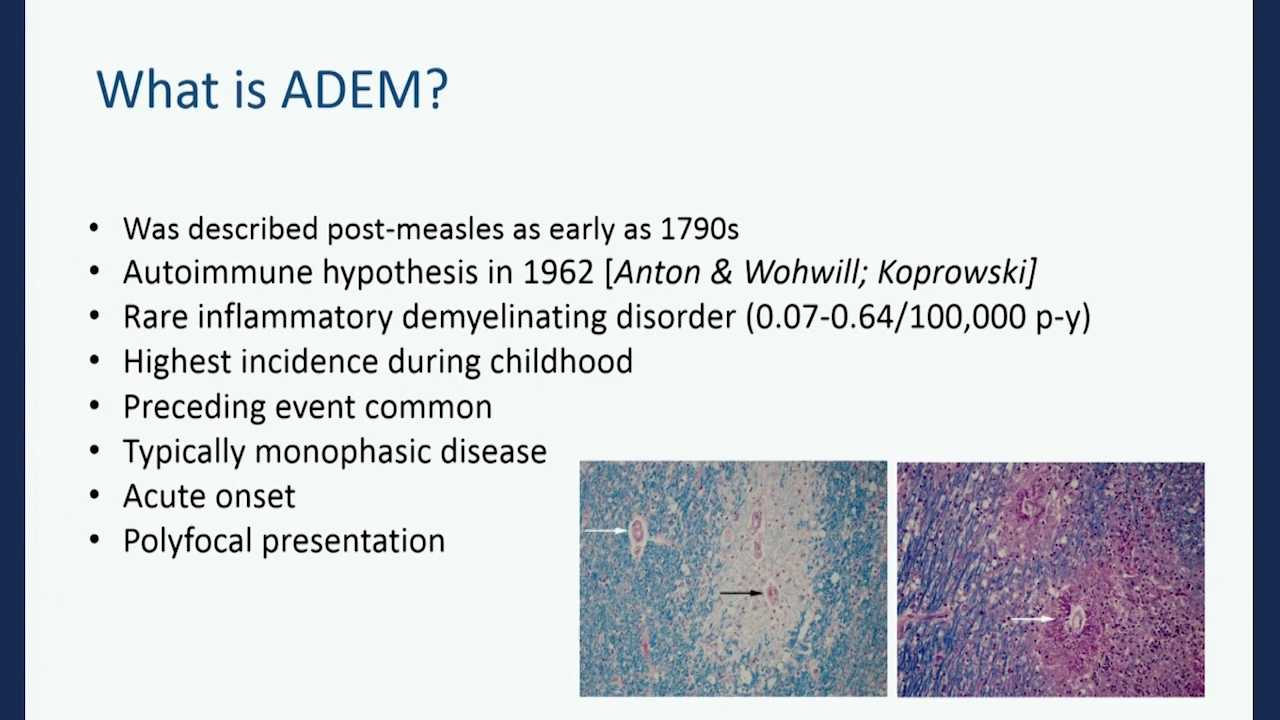 What is ADEM?
• Was described post-measles as early as 1790s
• Autoimmune hypothesis in 1962 [Anton & Wohwill; Koprowski]
• Rare inflammatory demyelinating disorder (0.07-0.64/100,000 p-y)
• Highest incidence during childhood
• Preceding event common
• Typically monophasic disease
• Acute onset
• Polyfocal presentation